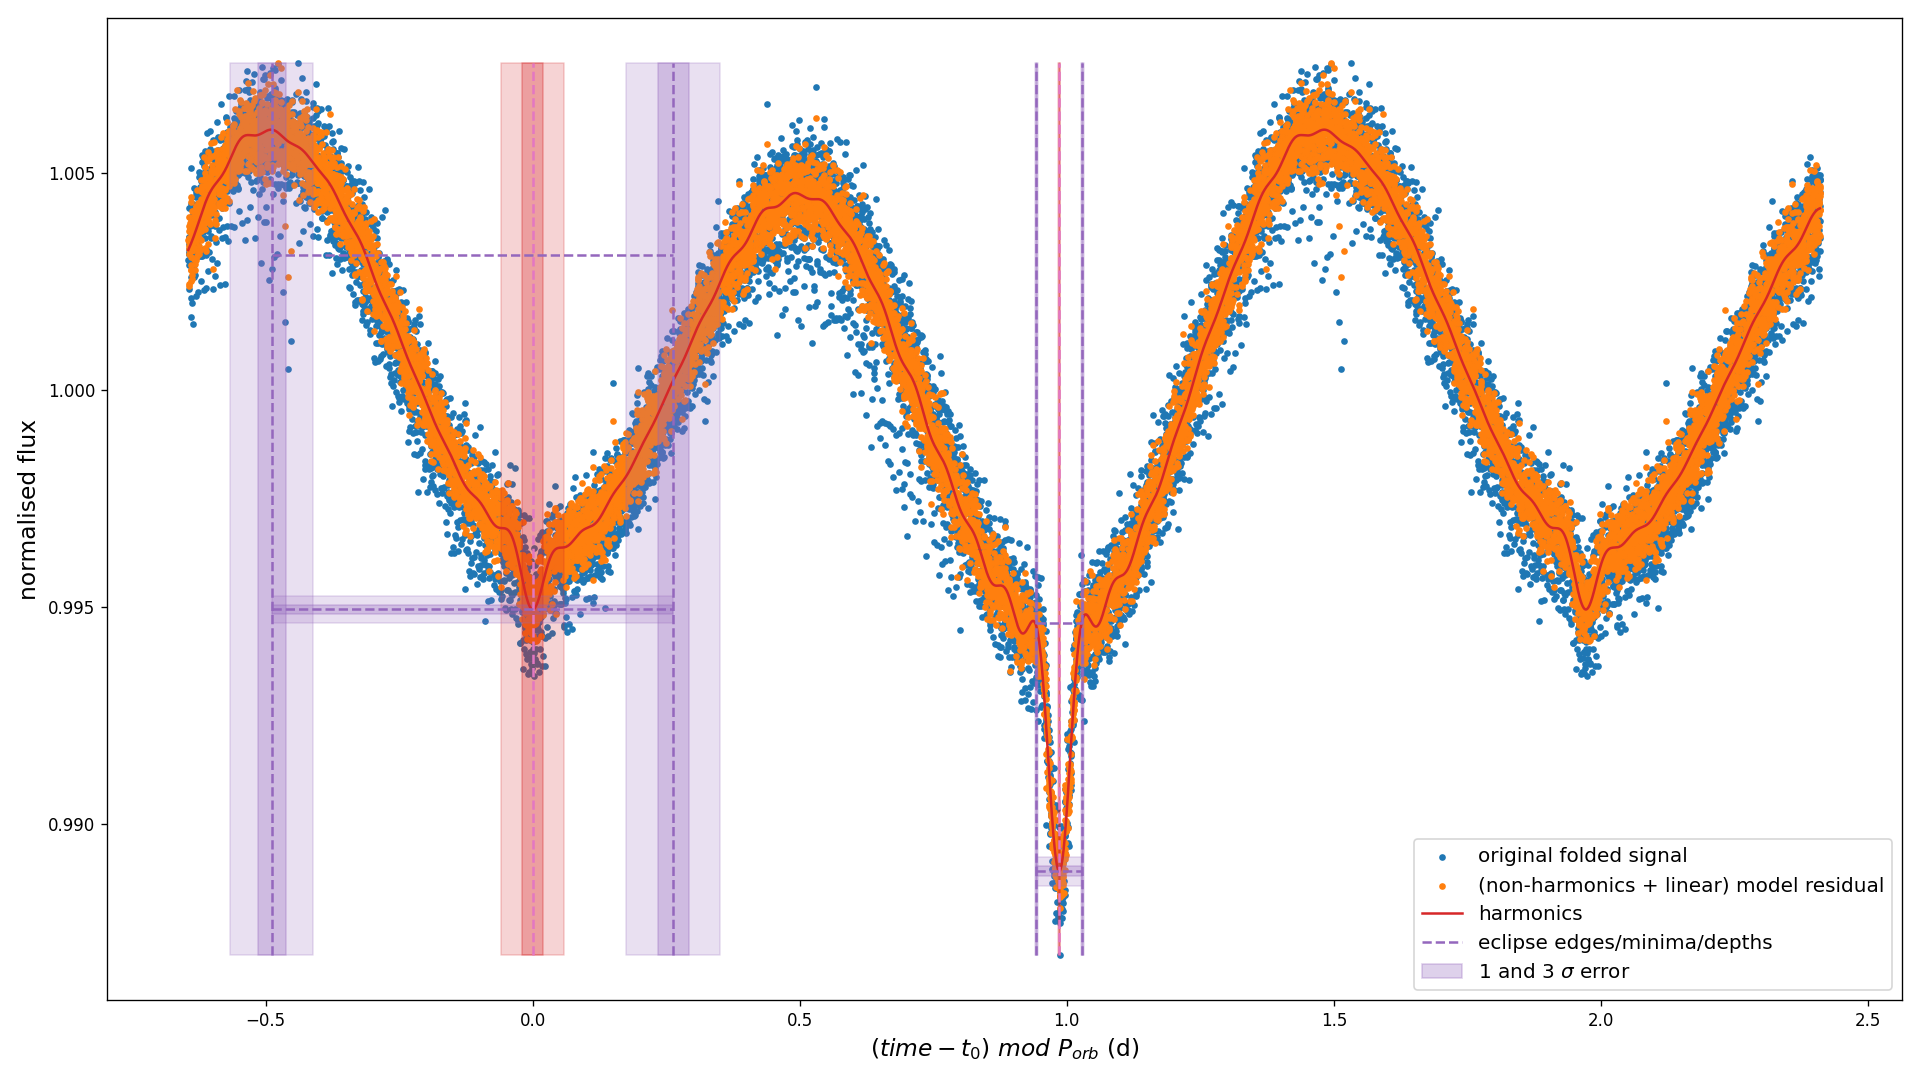 normalised flux
1.005
1.000
0.995
0.990
−0.5
0.0
0.5
1.0
1.5
2.0
2.5
(time − t₀) mod P_orb (d)
original folded signal
(non-harmonics + linear) model residual
harmonics
eclipse edges/minima/depths
1 and 3 σ error